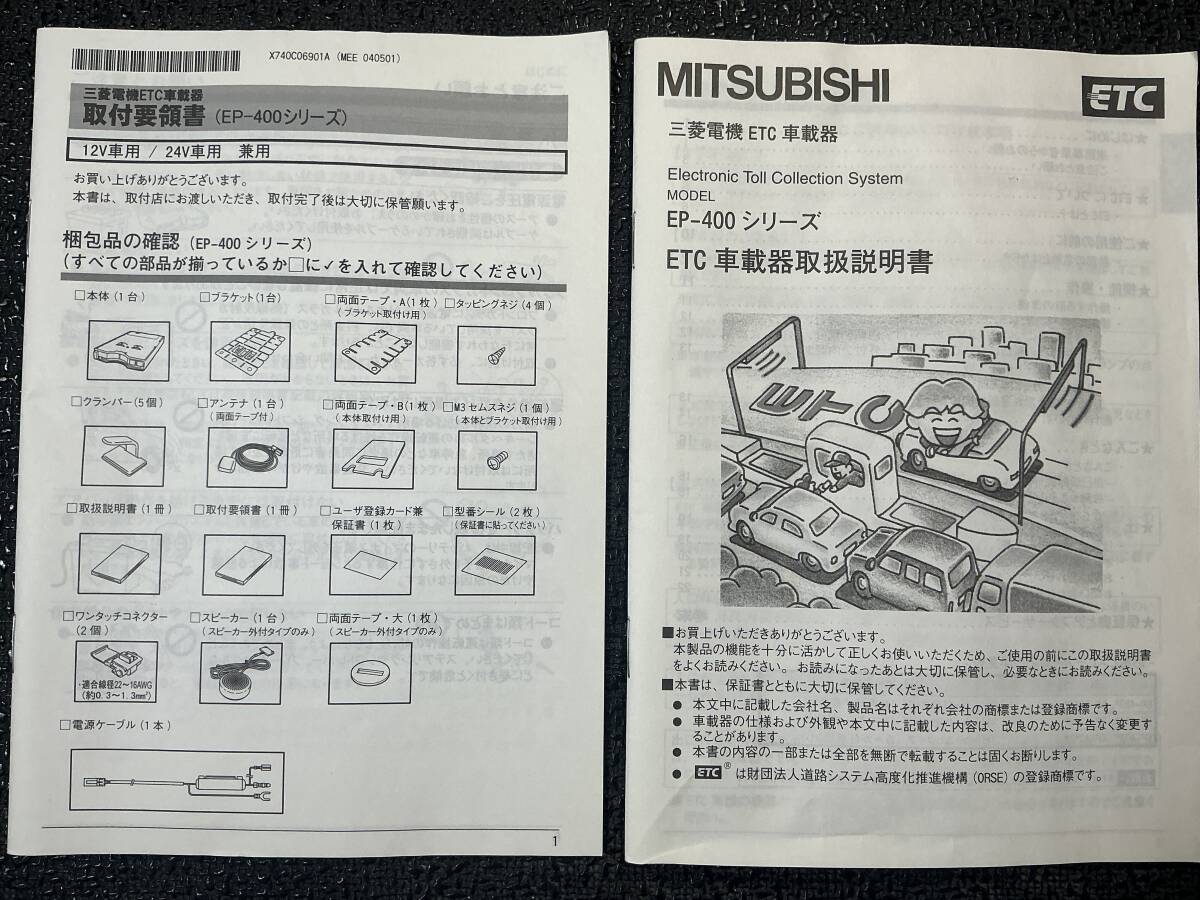 X740C06901A (MEE 040501)
三菱電機ETC車載器
取付要領書 (EP-400シリーズ)
12V車用 / 24V車用 兼用
お買い上げありがとうございます。
本書は、取付店にお渡しいただき、取付完了後は大切に保管願います。
梱包品の確認 (EP-400 シリーズ)
(すべての部品が揃っているか□に✓を入れて確認してください)
□本体 (1 台)
□ブラケット(1台)
□両面テープ・A(1 枚)
(ブラケット取付け用)
□タッピングネジ (4 個)
□クランパー(5 個)
□アンテナ (1 台)
(両面テープ付)
□両面テープ・B(1 枚)
(本体取付け用)
□M3 セムスネジ (1 個)
(本体とブラケット取付け用)
□取扱説明書 (1 冊)
□取付要領書 (1 冊)
□ユーザ登録カード兼
保証書 (1 枚)
□型番シール (2 枚)
(保証書に貼ってください)
□ワンタッチコネクター
(2 個)
・適合線径22~16AWG
(約0.3~1.3mm²)
□スピーカー (1 台)
(スピーカー外付タイプのみ)
□両面テープ・大 (1 枚)
(スピーカー外付タイプのみ)
□電源ケーブル (1 本)
1
MITSUBISHI
ETC
三菱電機 ETC 車載器
Electronic Toll Collection System
MODEL
EP-400 シリーズ
ETC 車載器取扱説明書
ETC
■お買上げいただきありがとうございます。
本製品の機能を十分に活かして正しくお使いいただくため、ご使用の前にこの取扱説明書
をよくお読みください。 お読みになったあとは大切に保管し、必要なときにお読みください。
■本書は、保証書とともに大切に保管してください。
● 本文中に記載した会社名、製品名はそれぞれ会社の商標または登録商標です。
● 車載器の仕様および外観や本文中に記載した内容は、改良のために予告なく変更す
ることがあります。
● 本書の内容の一部または全部を無断で転載することは固くお断りします。
● ETC® は財団法人道路システム高度化推進機構 (ORSE) の登録商標です。